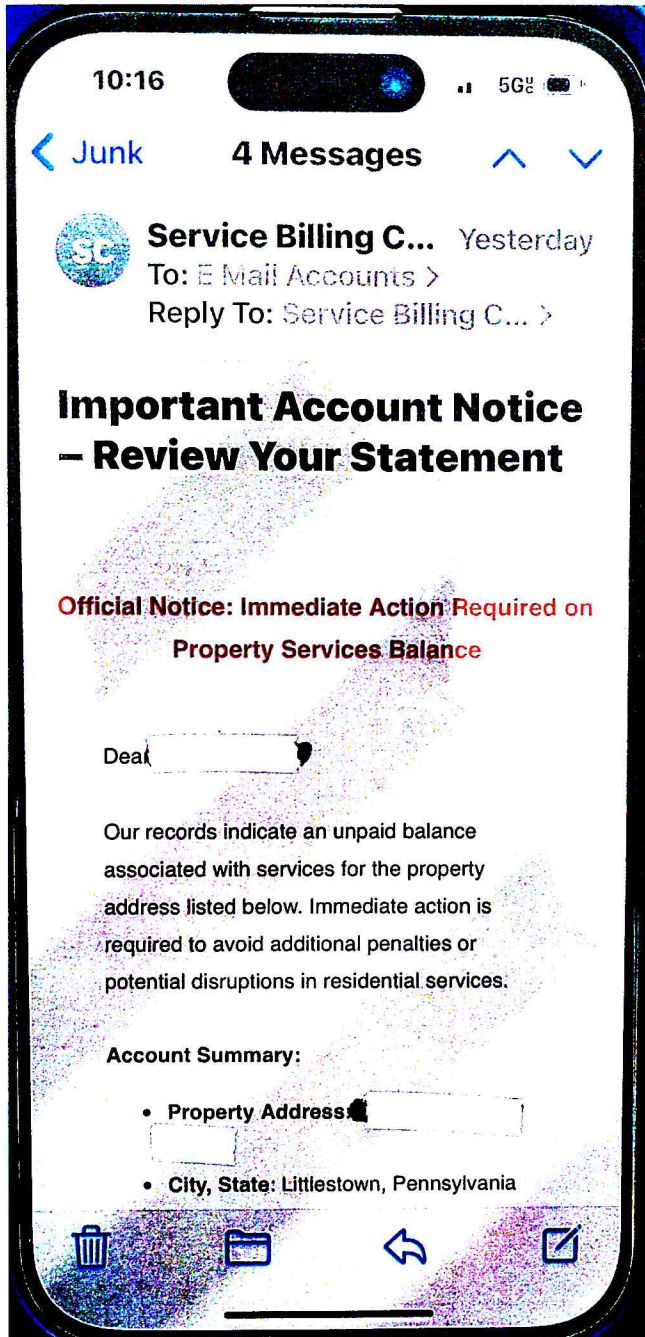 10:16
5G
Junk
4 Messages
SC
Service Billing C... Yesterday
To: E Mail Accounts >
Reply To: Service Billing C... >
Important Account Notice
– Review Your Statement
Official Notice: Immediate Action Required on
Property Services Balance
Dear
Our records indicate an unpaid balance
associated with services for the property
address listed below. Immediate action is
required to avoid additional penalties or
potential disruptions in residential services.
Account Summary:
• Property Address:
• City, State: Littlestown, Pennsylvania